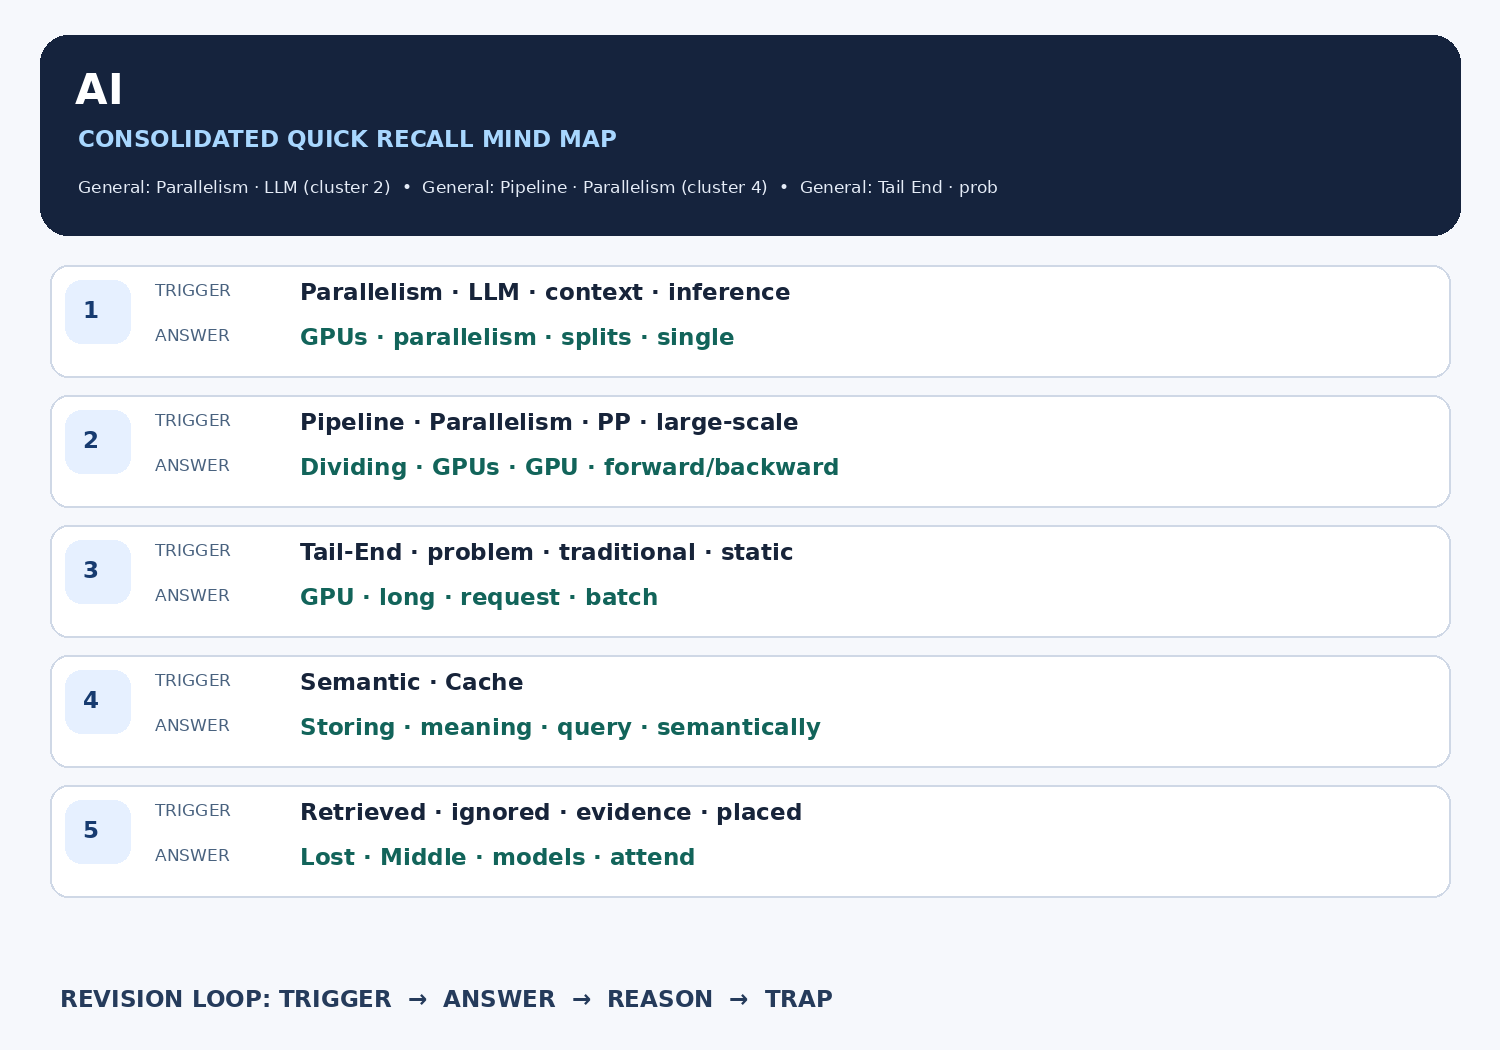 AI
CONSOLIDATED QUICK RECALL MIND MAP
General: Parallelism · LLM (cluster 2) • General: Pipeline · Parallelism (cluster 4) • General: Tail End · prob
1
TRIGGER Parallelism · LLM · context · inference
ANSWER GPUs · parallelism · splits · single
2
TRIGGER Pipeline · Parallelism · PP · large-scale
ANSWER Dividing · GPUs · GPU · forward/backward
3
TRIGGER Tail-End · problem · traditional · static
ANSWER GPU · long · request · batch
4
TRIGGER Semantic · Cache
ANSWER Storing · meaning · query · semantically
5
TRIGGER Retrieved · ignored · evidence · placed
ANSWER Lost · Middle · models · attend
REVISION LOOP: TRIGGER → ANSWER → REASON → TRAP